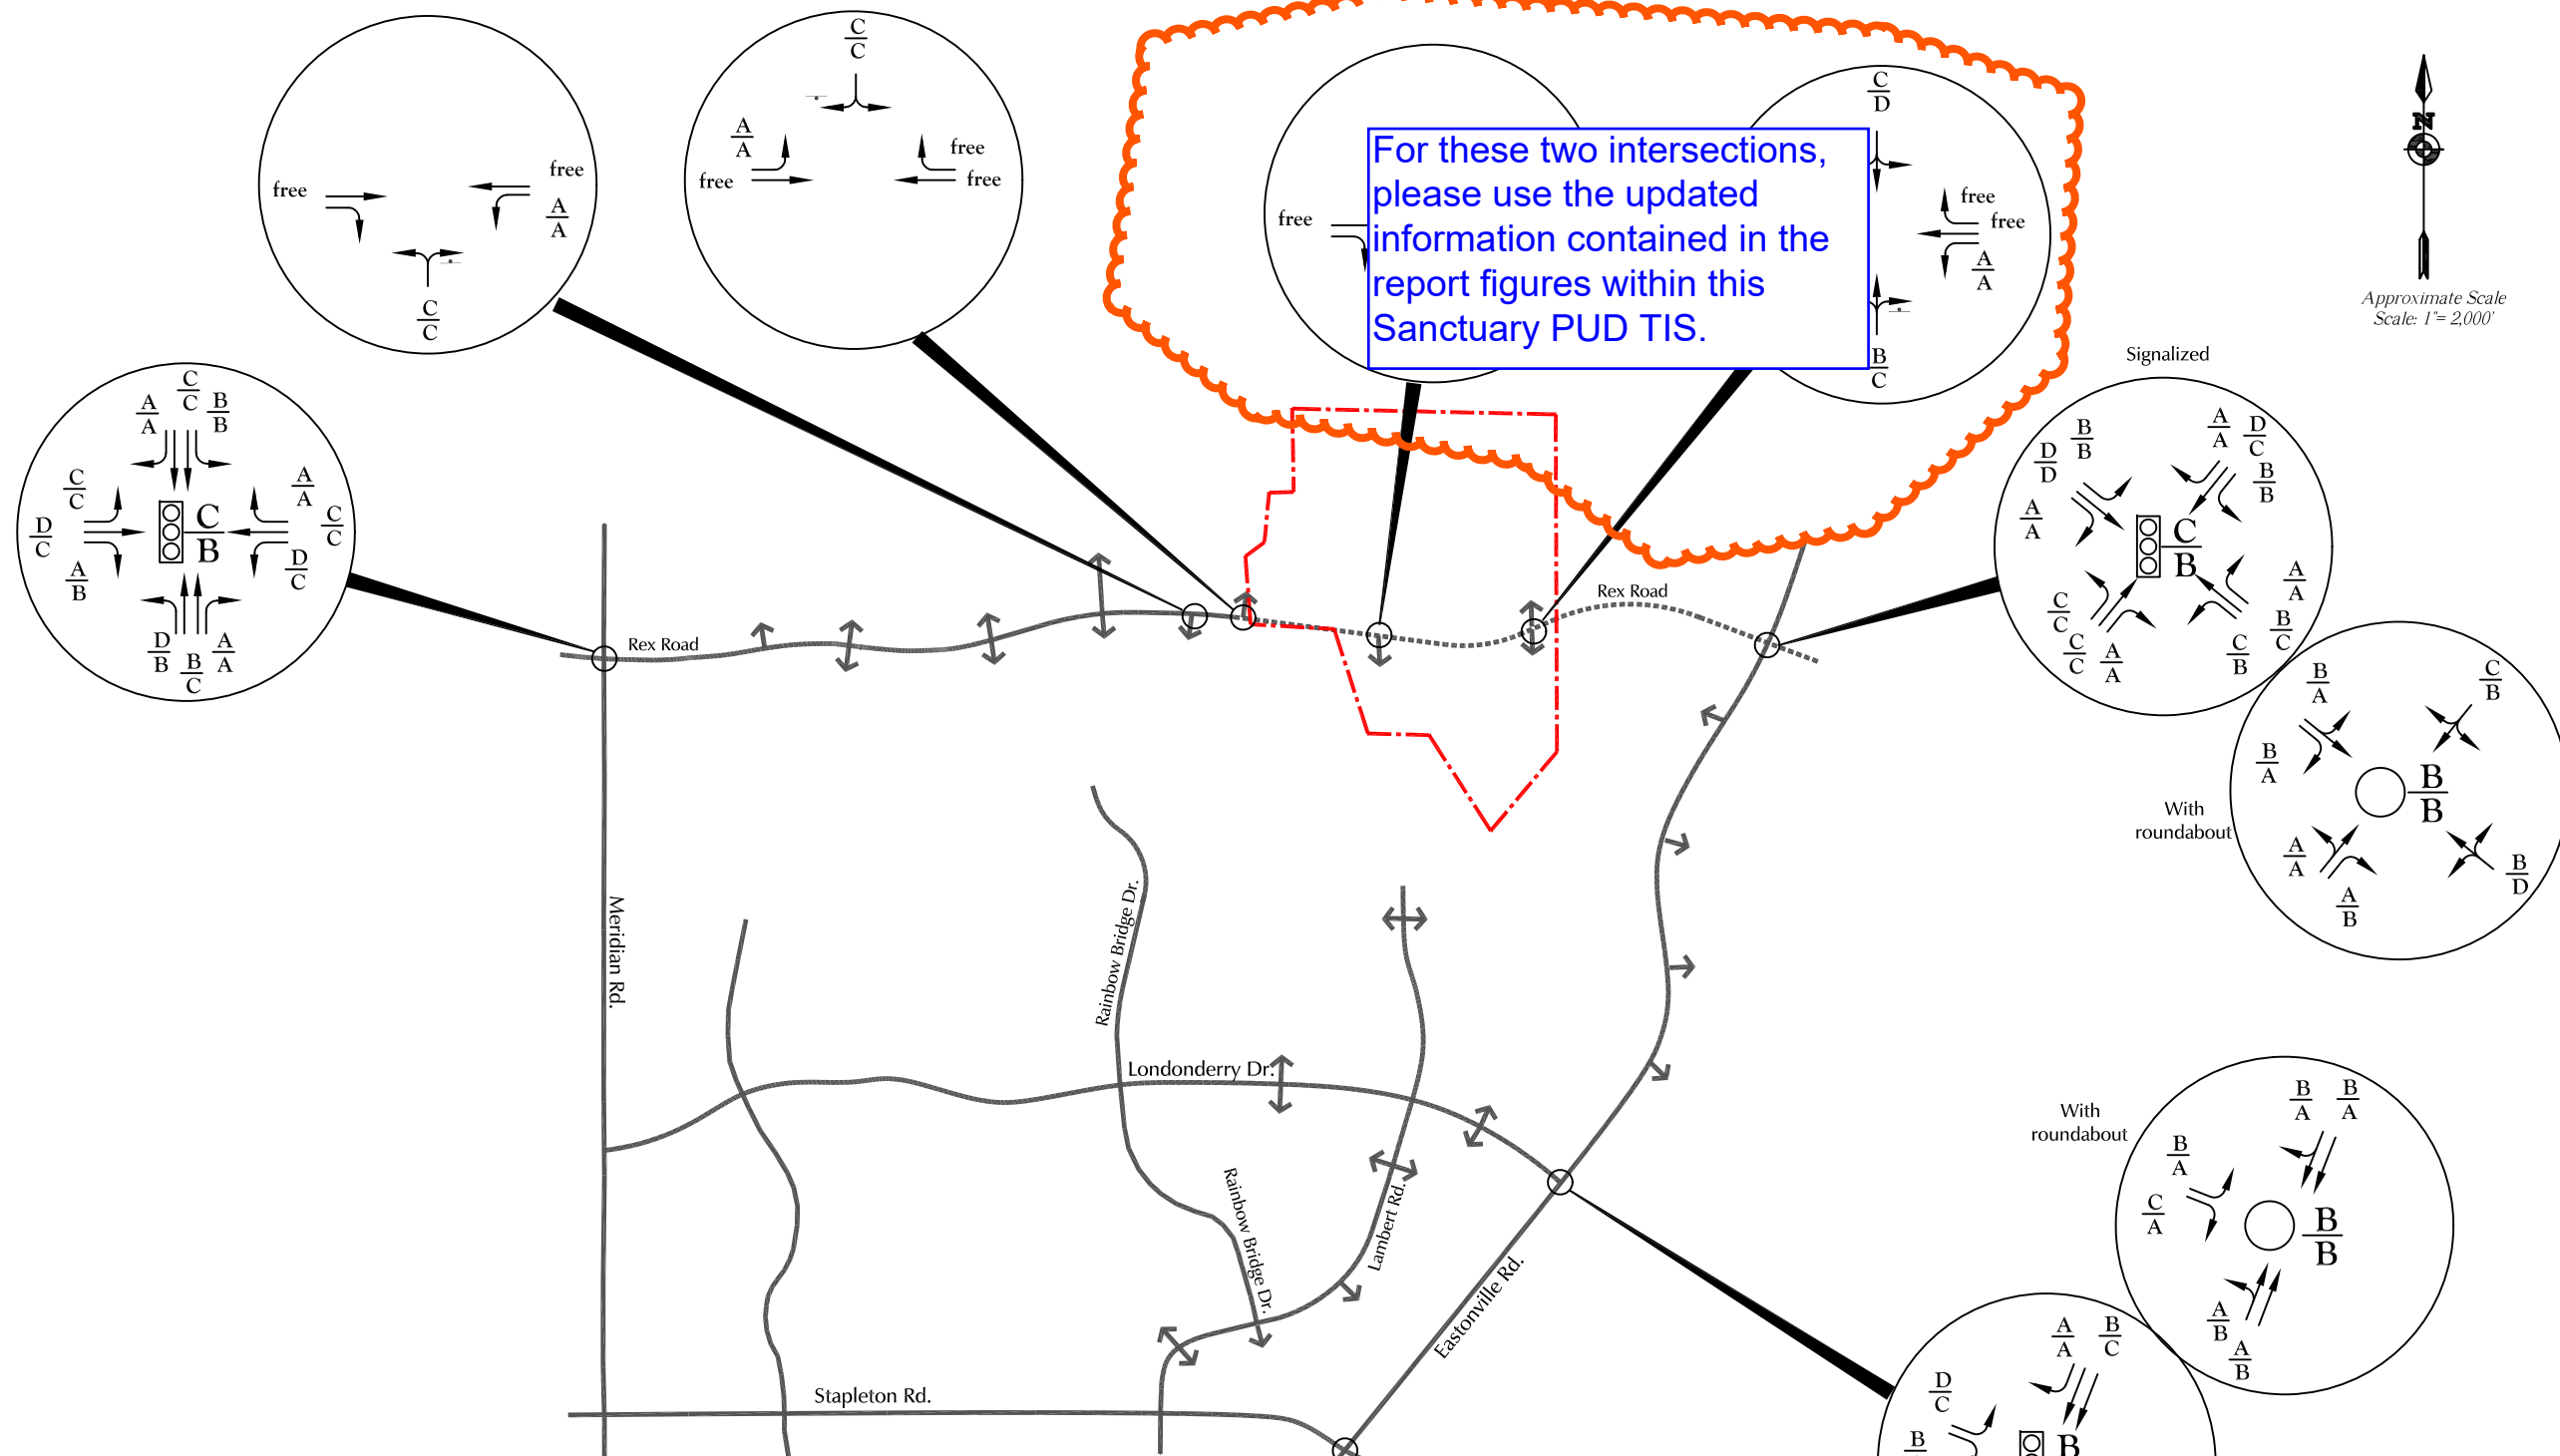 C
C
A
A
free
free
free
free
free
A
A
C
C
free
C
D
For these two intersections,
please use the updated
information contained in the
report figures within this
Sanctuary PUD TIS.
free
free
A
A
B
C
N
Approximate Scale
Scale: 1"= 2,000'
C
C
A
A
B
B
C
C
A
A
D
C
C
B
C
C
A
B
D
C
D
B
B
C
A
A
Signalized
A
A
D
C
B
B
B
B
D
D
A
A
C
B
A
A
C
C
B
C
C
C
A
A
C
B
Rex Road
Rex Road
B
A
C
B
B
A
B
B
With
roundabout
A
A
B
D
A
B
Meridian Rd.
Rainbow Bridge Dr.
Londonderry Dr.
Rainbow Bridge Dr.
Lambert Rd.
Eastonville Rd.
Stapleton Rd.
With
roundabout
B
A
B
A
B
A
C
A
B
B
A
B
A
B
A
A
B
C
D
C
B
B